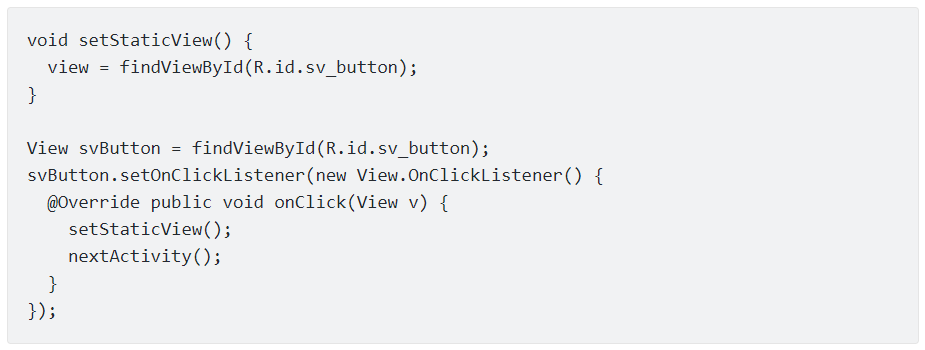 void setStaticView() {
  view = findViewById(R.id.sv_button);
}

View svButton = findViewById(R.id.sv_button);
svButton.setOnClickListener(new View.OnClickListener() {
  @Override public void onClick(View v) {
    setStaticView();
    nextActivity();
  }
});